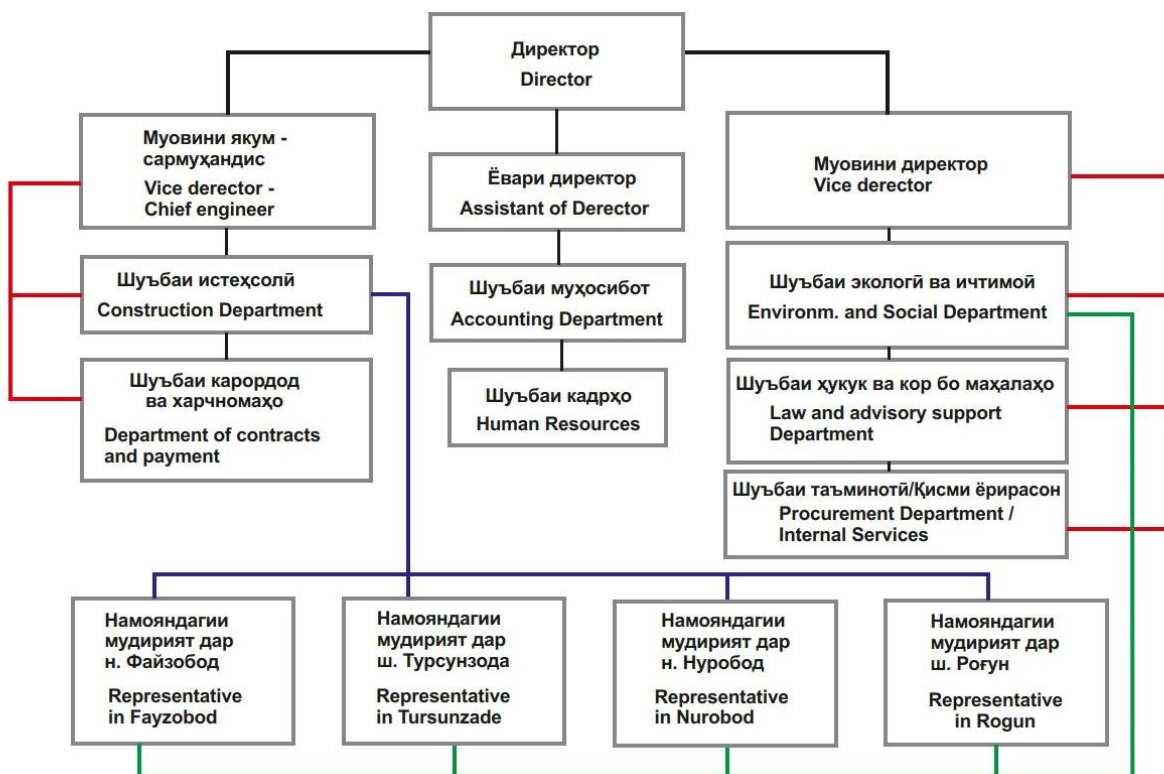 Директор
Director
Муовини якум -
сармуҳандис
Vice derector -
Chief engineer
Ёвари директор
Assistant of Derector
Муовини директор
Vice derector
Шуъбаи истеҳсолӣ
Construction Department
Шуъбаи муҳосибот
Accounting Department
Шуъбаи экологӣ ва ичтимоӣ
Environm. and Social Department
Шуъбаи карордод
ва харчномаҳо
Department of contracts
and payment
Шуъбаи кадрҳо
Human Resources
Шуъбаи ҳукук ва кор бо маҳалаҳо
Law and advisory support
Department
Шуъбаи таъминотӣ/Қисми ёрирасон
Procurement Department /
Internal Services
Намояндагии
мудирият дар
н. Файзобод
Representative
in Fayzobod
Намояндагии
мудирият дар
ш. Турсунзода
Representative
in Tursunzade
Намояндагии
мудирият дар
н. Нуробод
Representative
in Nurobod
Намояндагии
мудирият дар
ш. Роғун
Representative
in Rogun